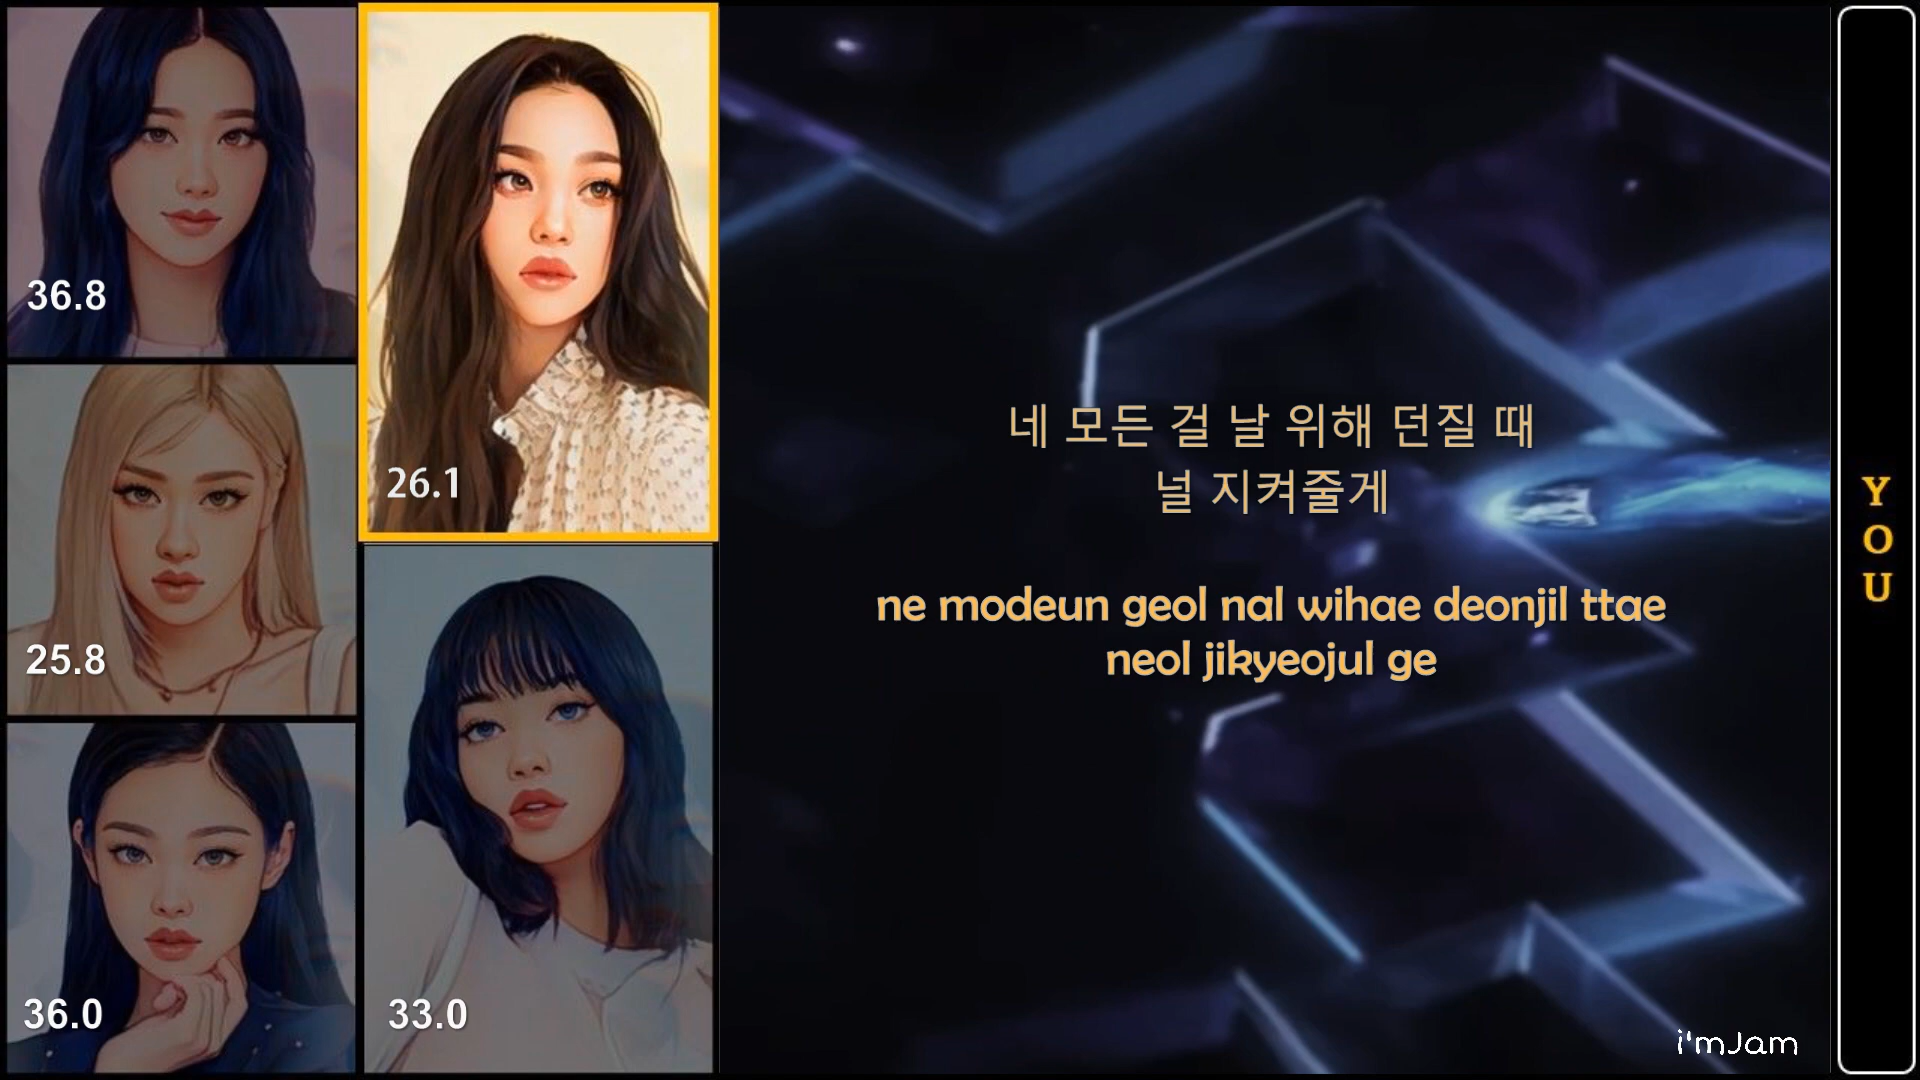 36.8
26.1
25.8
36.0
33.0
네 모든 걸 날 위해 던질 때
널 지켜줄게
ne modeun geol nal wihae deonjil ttae
neol jikyeojul ge
YOU
i'mJam